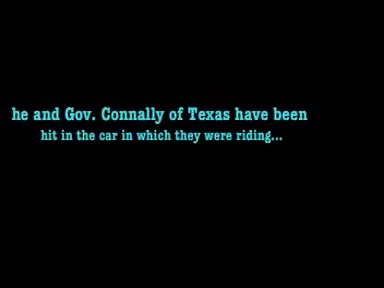 he and Gov. Connally of Texas have been
hit in the car in which they were riding...